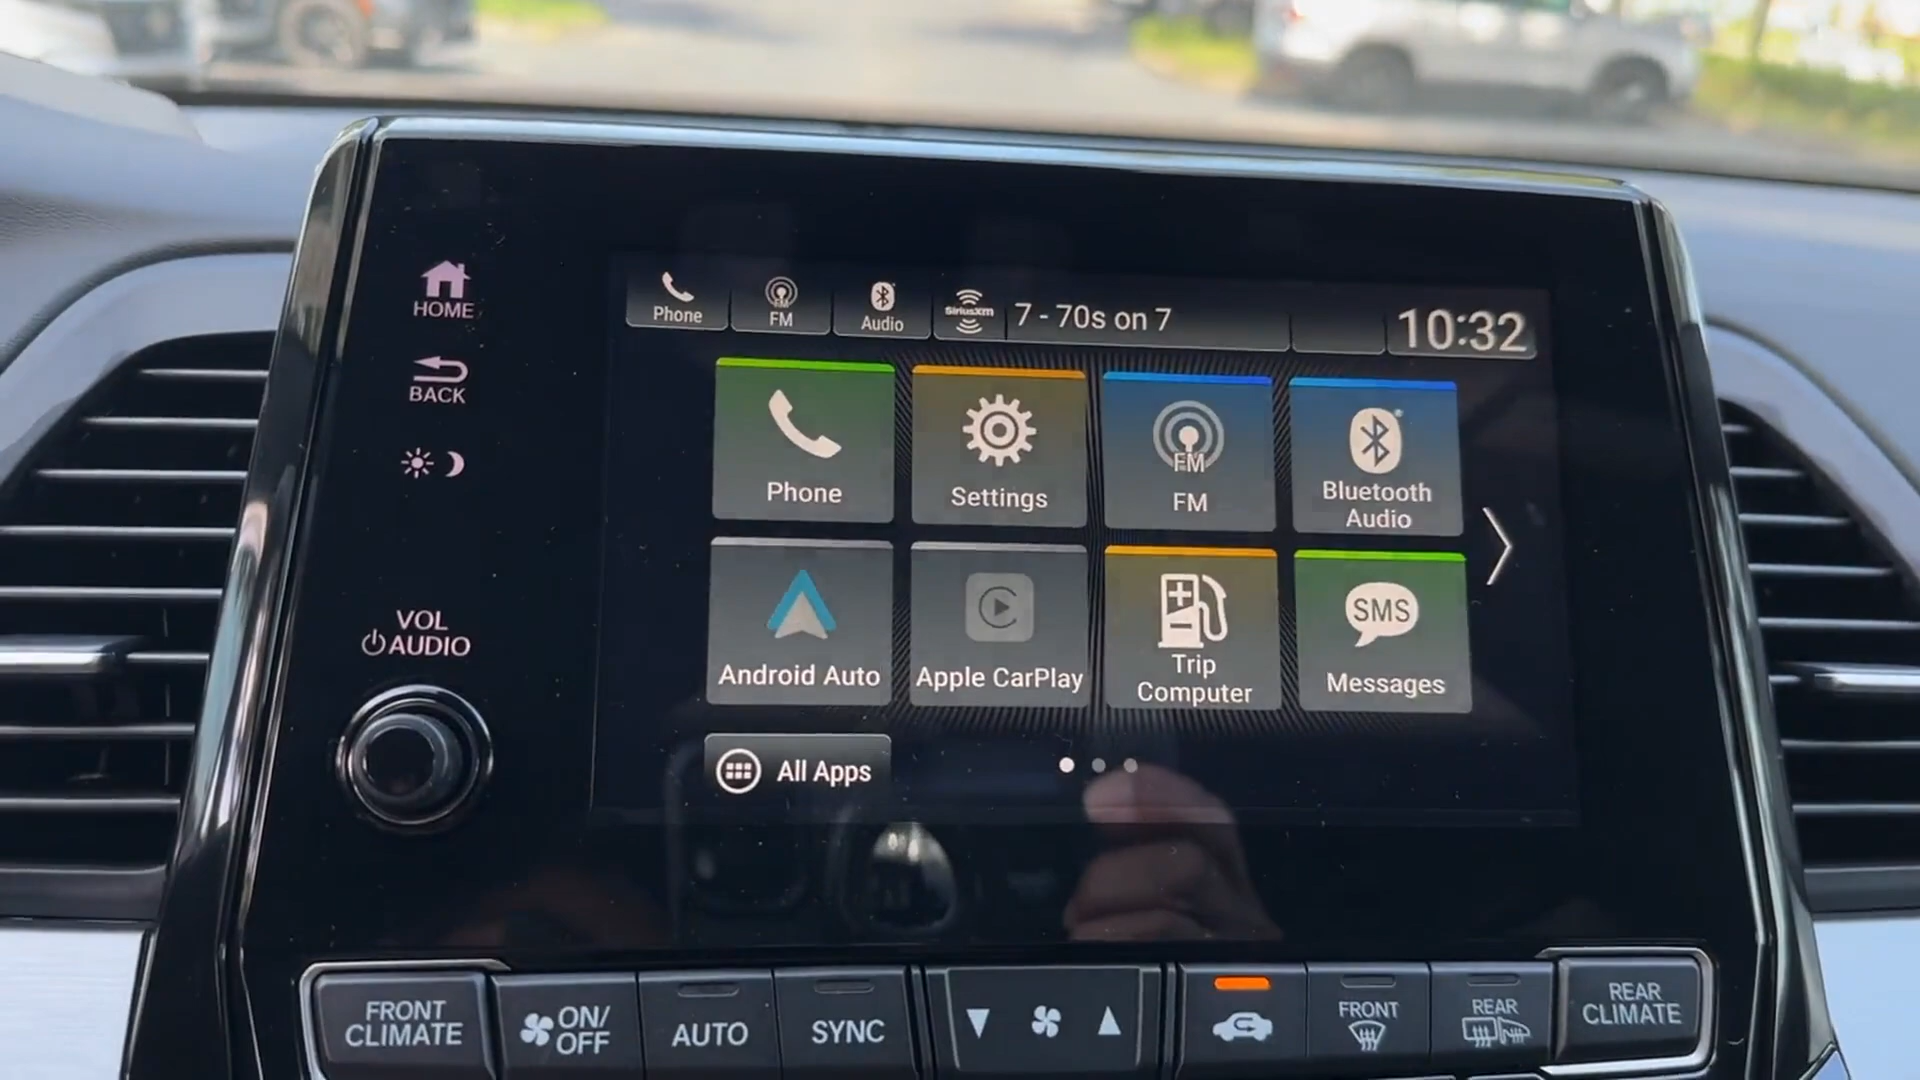 HOME
BACK
VOL
AUDIO
Phone
FM
FM
Audio
SiriusXM
7 - 70s on 7
10:32
Phone
Settings
FM
FM
Bluetooth
Audio
Android Auto
Apple CarPlay
Trip
Computer
SMS
Messages
All Apps
FRONT
CLIMATE
ON/
OFF
AUTO
SYNC
FRONT
REAR
REAR
CLIMATE